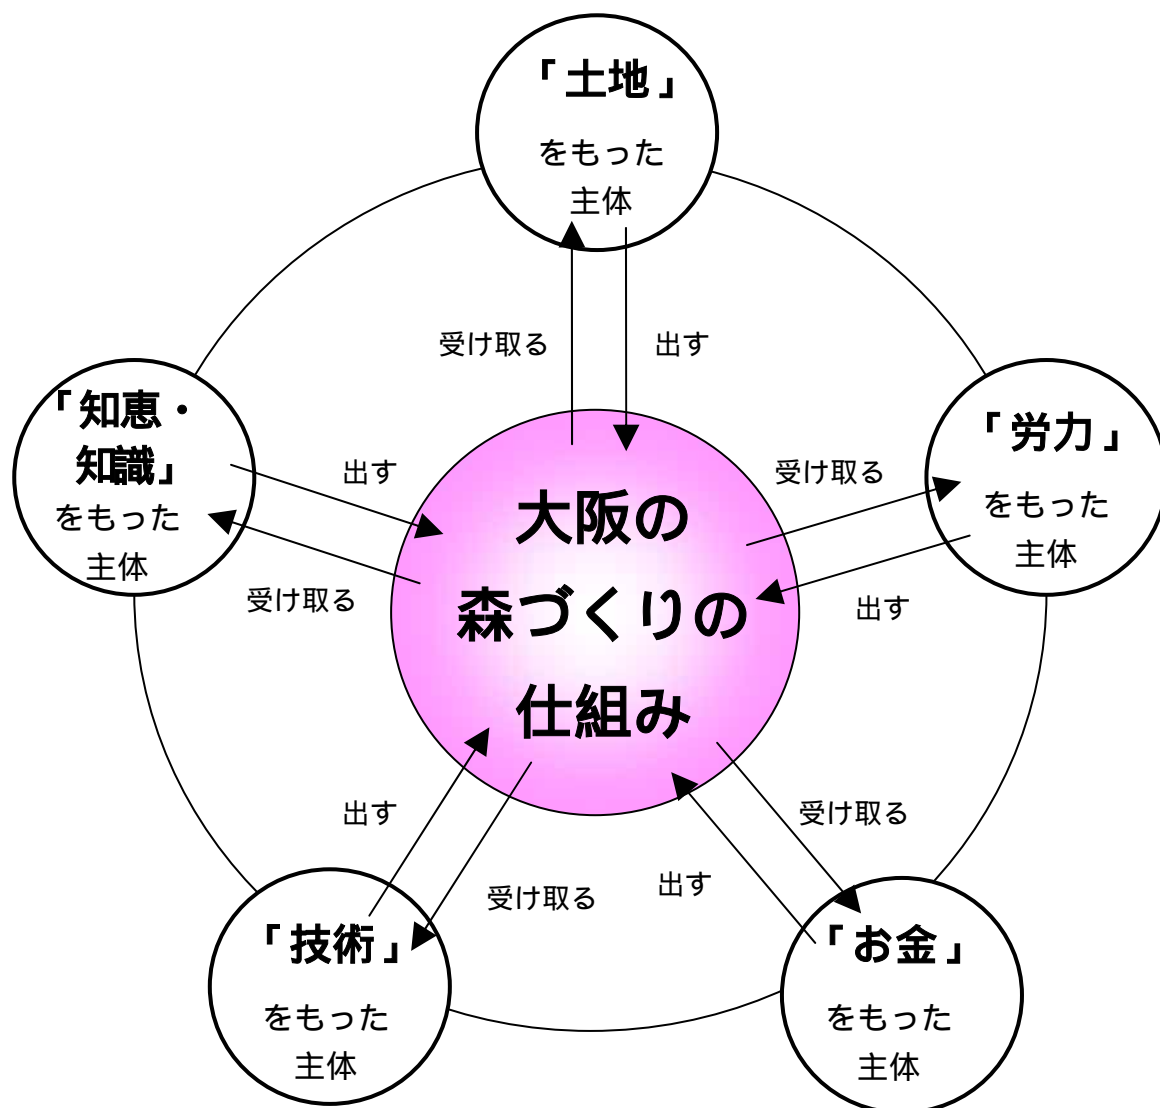 「土地」
をもった
主体
受け取る
出す
「知恵・
知識」
をもった
主体
出す
受け取る
「労力」
をもった
主体
受け取る
出す
大阪の
森づくりの
仕組み
出す
受け取る
「技術」
をもった
主体
受け取る
出す
「お金」
をもった
主体